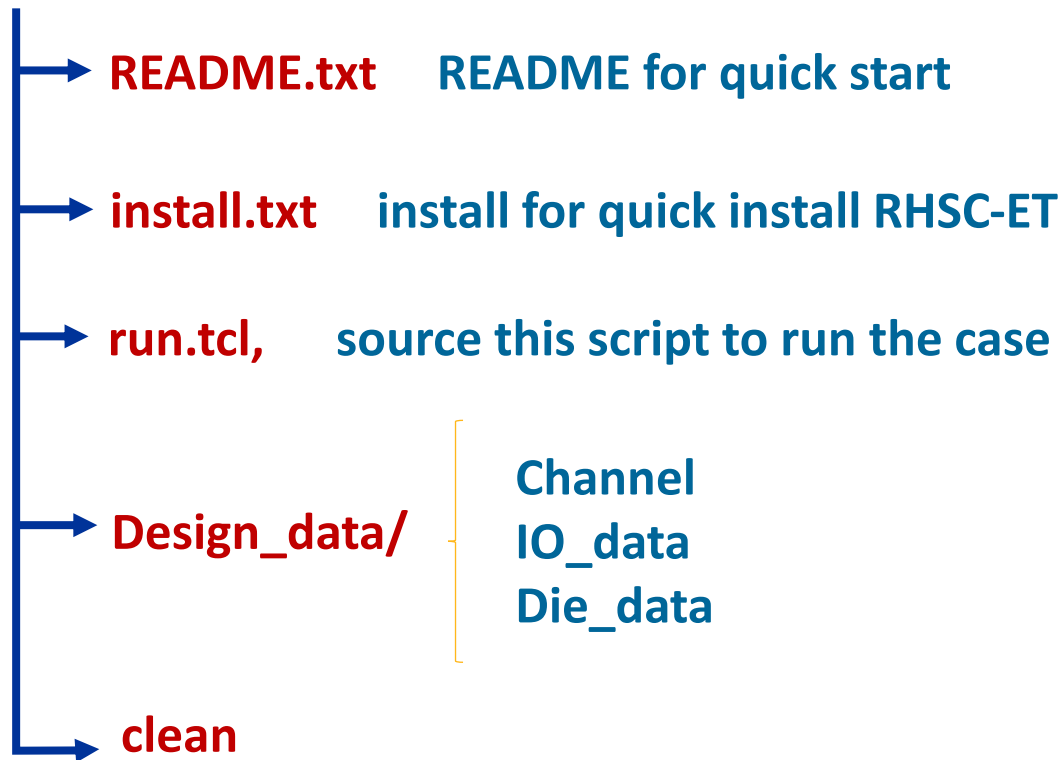 README.txt README for quick start
install.txt install for quick install RHSC-ET
run.tcl, source this script to run the case
Design_data/
Channel
IO_data
Die_data
clean